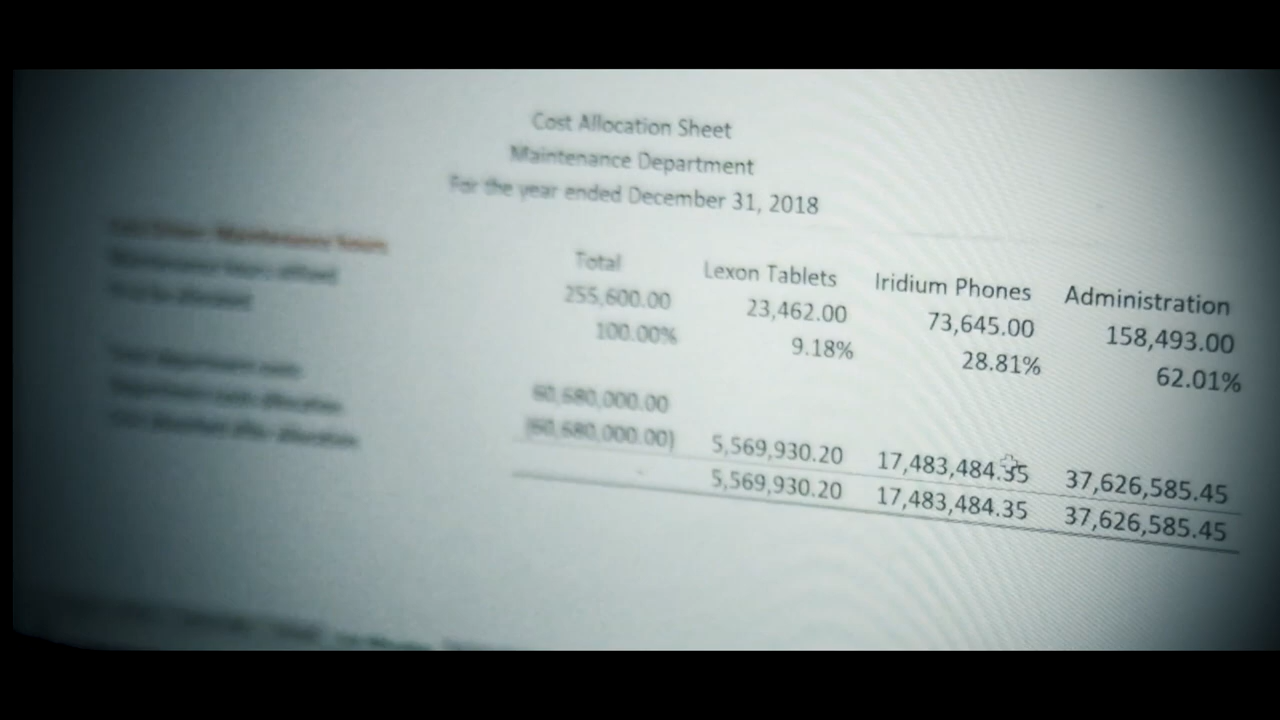 Cost Allocation Sheet
Maintenance Department
For the year ended December 31, 2018
Maintenance hours
Total Lexon Tablets Iridium Phones Administration
255,600.00 23,462.00 73,645.00 158,493.00
100.00% 9.18% 28.81% 62.01%
60,680,000.00
(60,680,000.00) 5,569,930.20 17,483,484.35 37,626,585.45
- 5,569,930.20 17,483,484.35 37,626,585.45